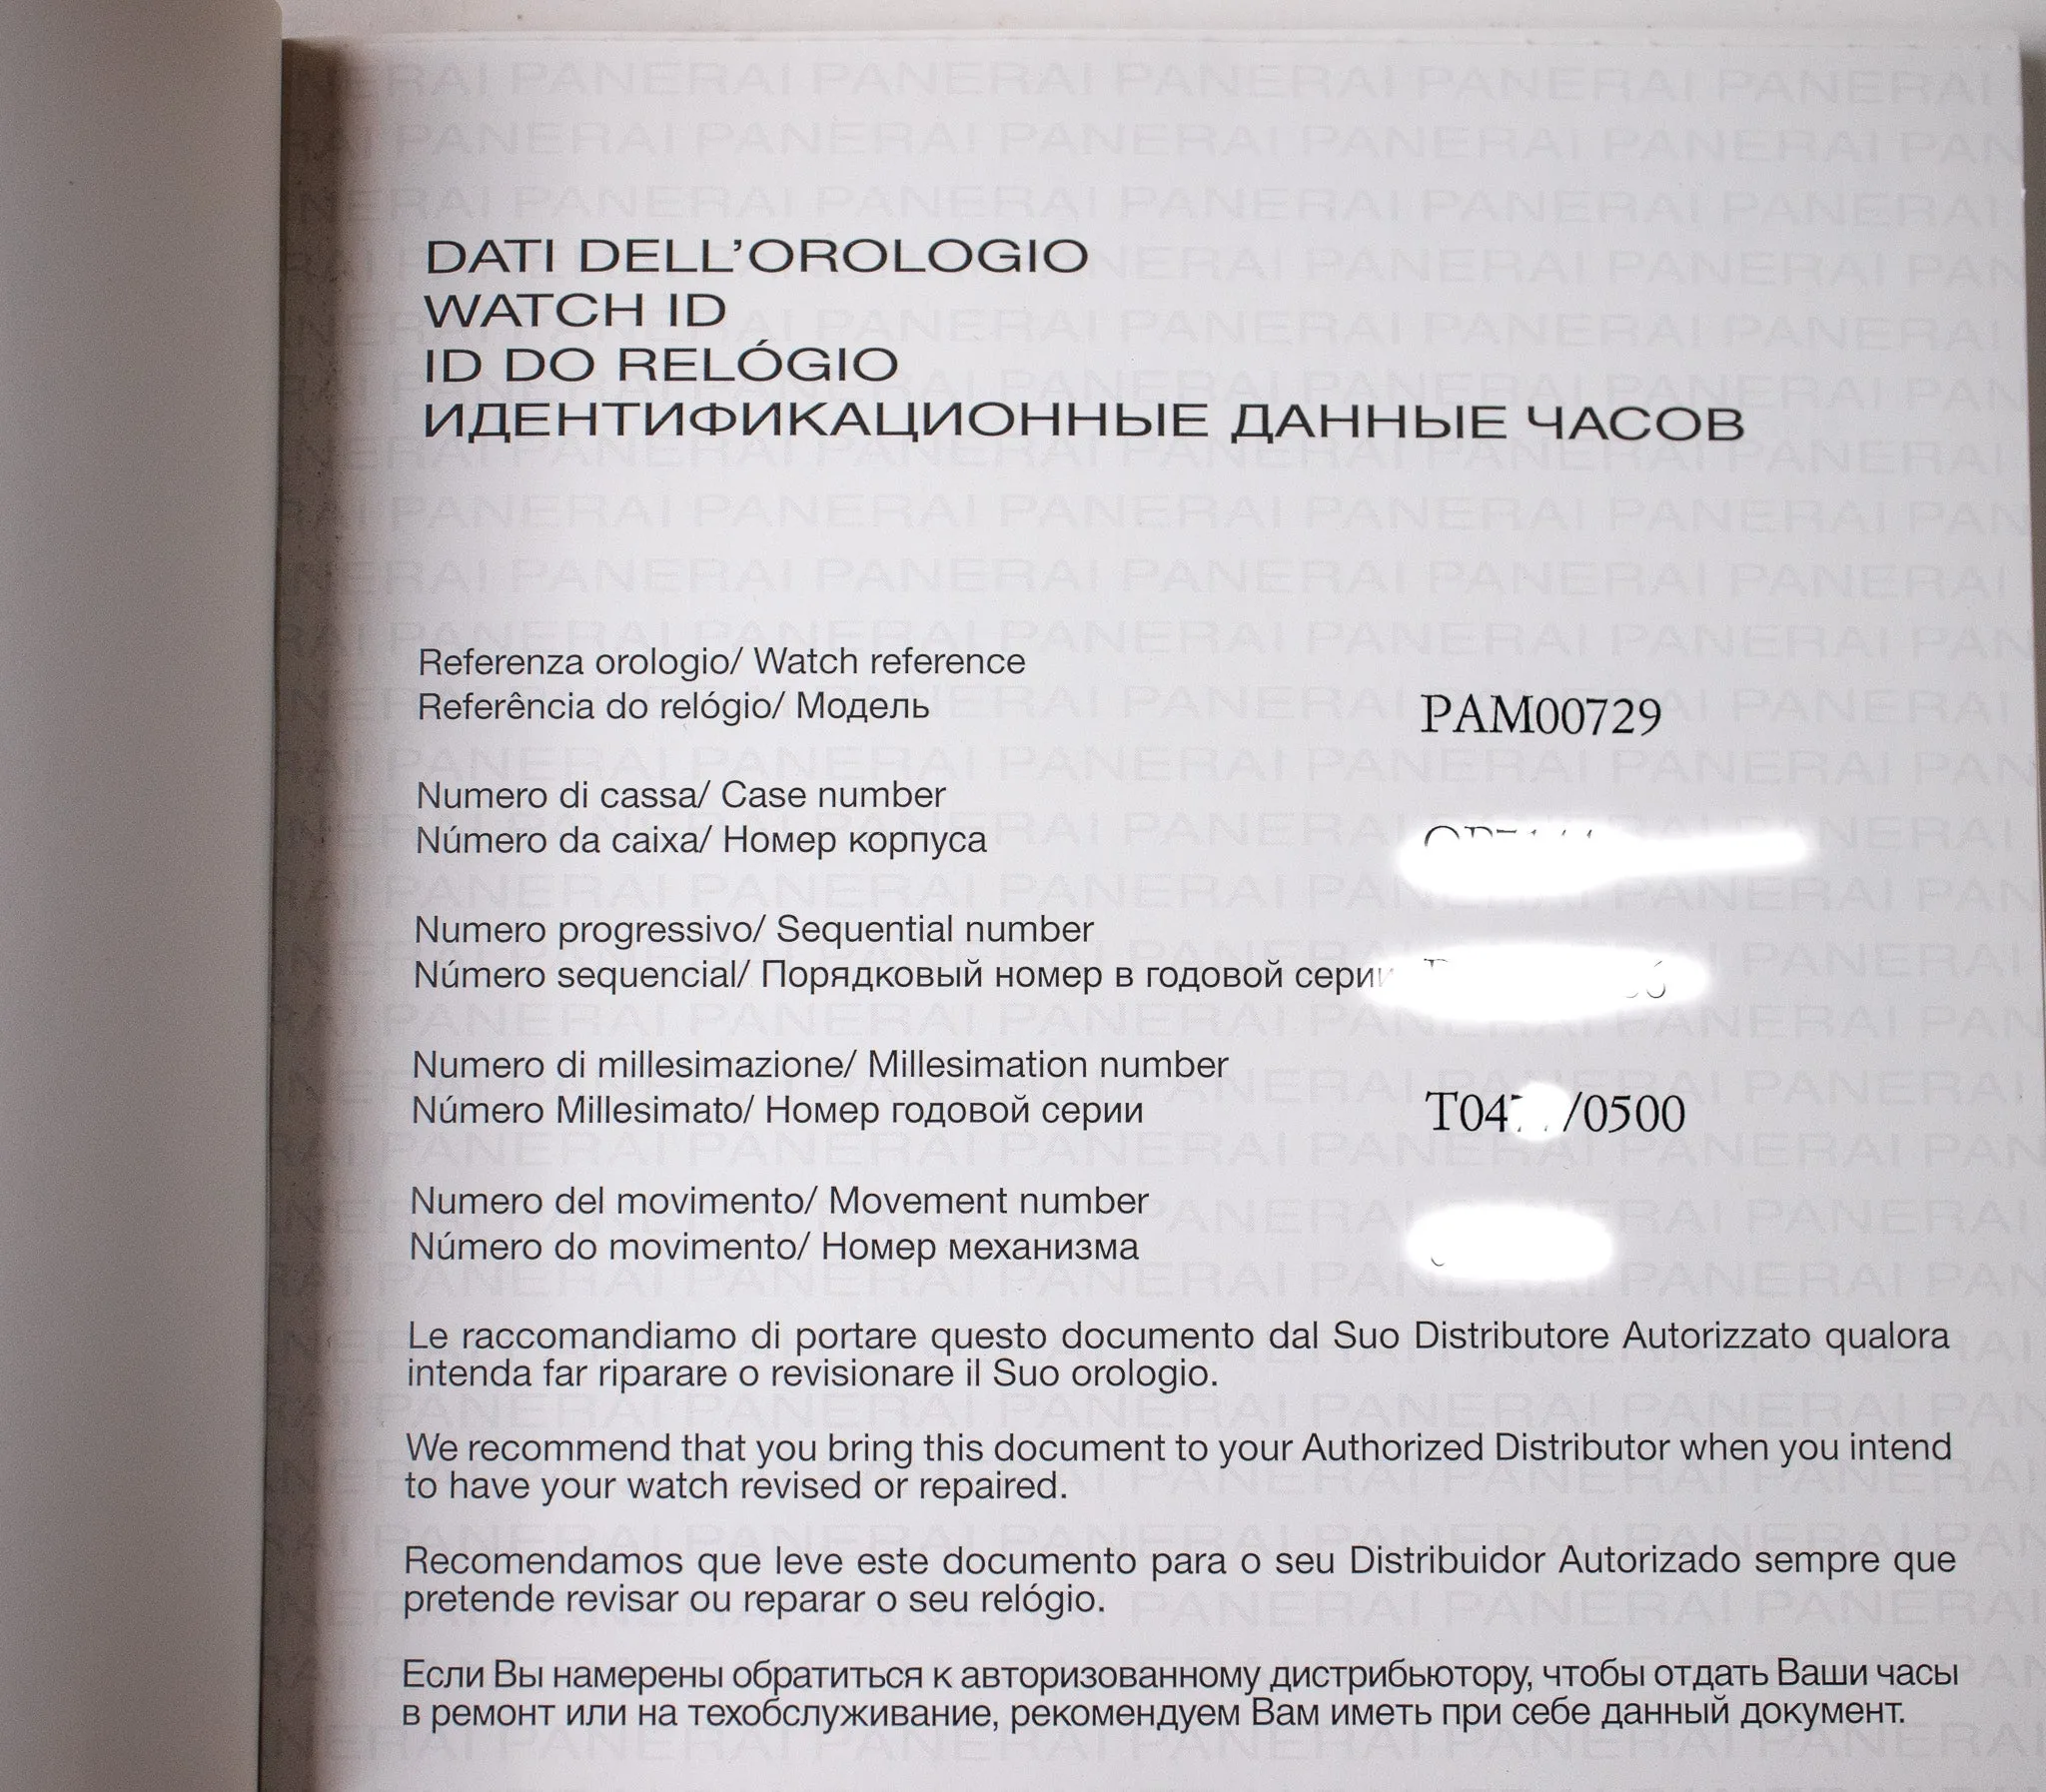 DATI DELL'OROLOGIO
WATCH ID
ID DO RELÓGIO
ИДЕНТИФИКАЦИОННЫЕ ДАННЫЕ ЧАСОВ
Referenza orologio/ Watch reference
Referência do relógio/ Модель PAM00729
Numero di cassa/ Case number
Número da caixa/ Номер корпуса
Numero progressivo/ Sequential number
Número sequencial/ Порядковый номер в годовой серии
Numero di millesimazione/ Millesimation number
Número Millesimato/ Номер годовой серии /0500
Numero del movimento/ Movement number
Número do movimento/ Номер механизма
Le raccomandiamo di portare questo documento dal Suo Distributore Autorizzato qualora
intenda far riparare o revisionare il Suo orologio.
We recommend that you bring this document to your Authorized Distributor when you intend
to have your watch revised or repaired.
Recomendamos que leve este documento para o seu Distribuidor Autorizado sempre que
pretende revisar ou reparar o seu relógio.
Если Вы намерены обратиться к авторизованному дистрибьютору, чтобы отдать Ваши часы
в ремонт или на техобслуживание, рекомендуем Вам иметь при себе данный документ.